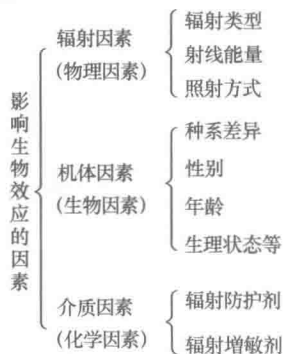 影响生物效应的因素
辐射因素
(物理因素)
辐射类型
射线能量
照射方式
机体因素
(生物因素)
种系差异
性别
年龄
生理状态等
介质因素
(化学因素)
辐射防护剂
辐射增敏剂